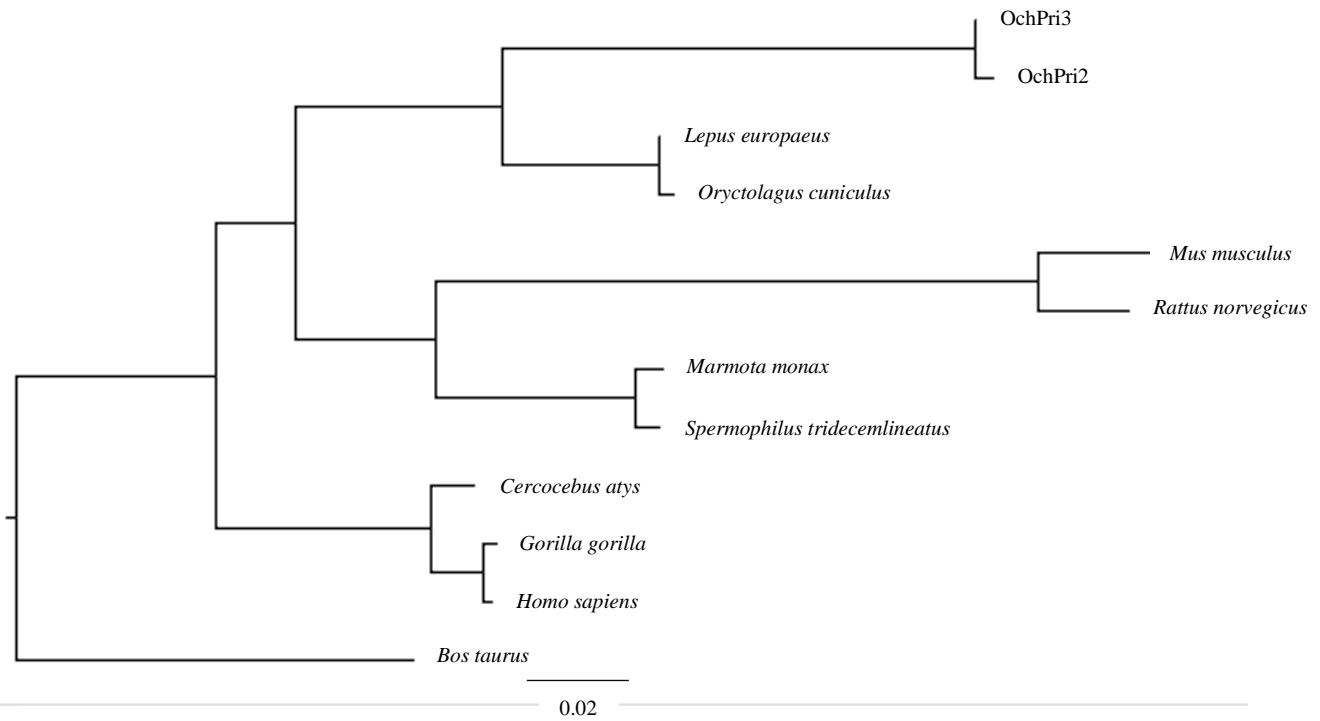 OchPri3
OchPri2
Lepus europaeus
Oryctolagus cuniculus
Mus musculus
Rattus norvegicus
Marmota monax
Spermophilus tridecemlineatus
Cercocebus atys
Gorilla gorilla
Homo sapiens
Bos taurus
0.02